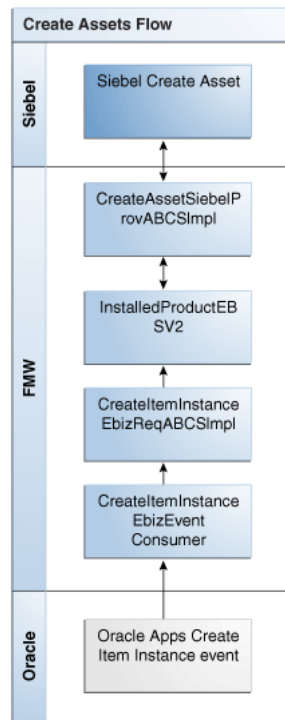 Create Assets Flow
Siebel
Siebel Create Asset
FMW
CreateAssetSiebelP
rovABCSImpl
InstalledProductEB
SV2
CreateItemInstance
EbizReqABCSImpl
CreateItemInstance
EbizEvent
Consumer
Oracle
Oracle Apps Create
Item Instance event